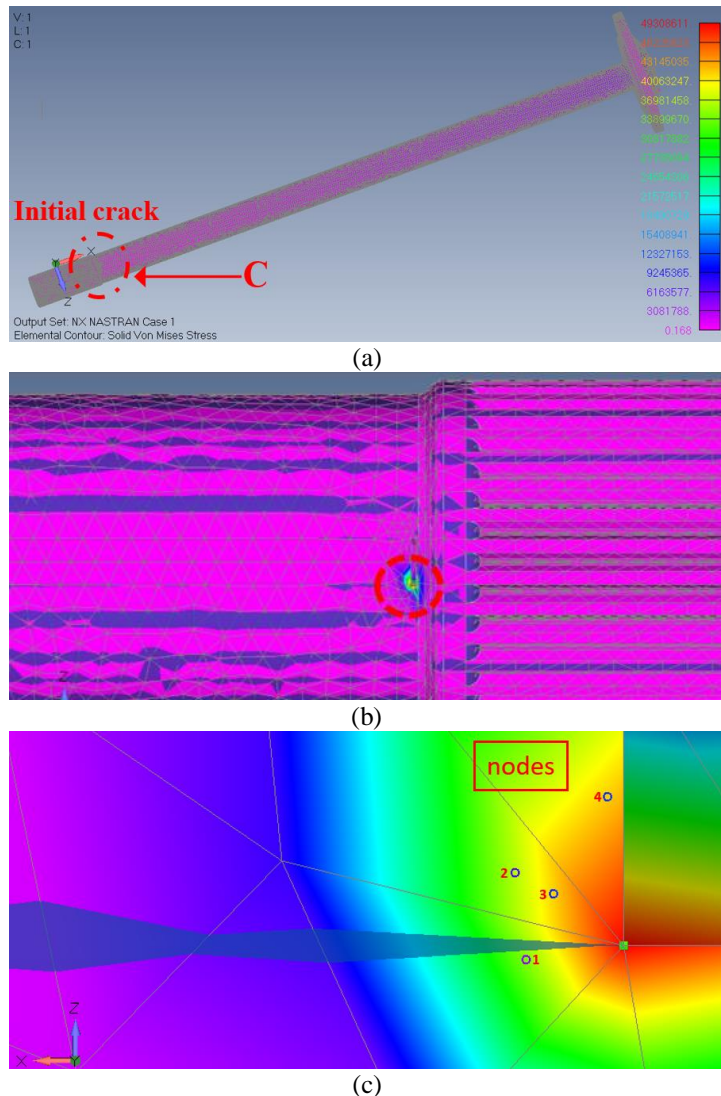 V: 1
L: 1
C: 1
49308611.
43145035.
40063247.
36981458.
33899670.
15408941.
12327153.
9245365.
6163577.
3081788.
0.168
Initial crack
X
Y
Z
C
Output Set: NX NASTRAN Case 1
Elemental Contour: Solid Von Mises Stress
(a)
Z
(b)
nodes
4
2
3
1
Z
X
Y
(c)